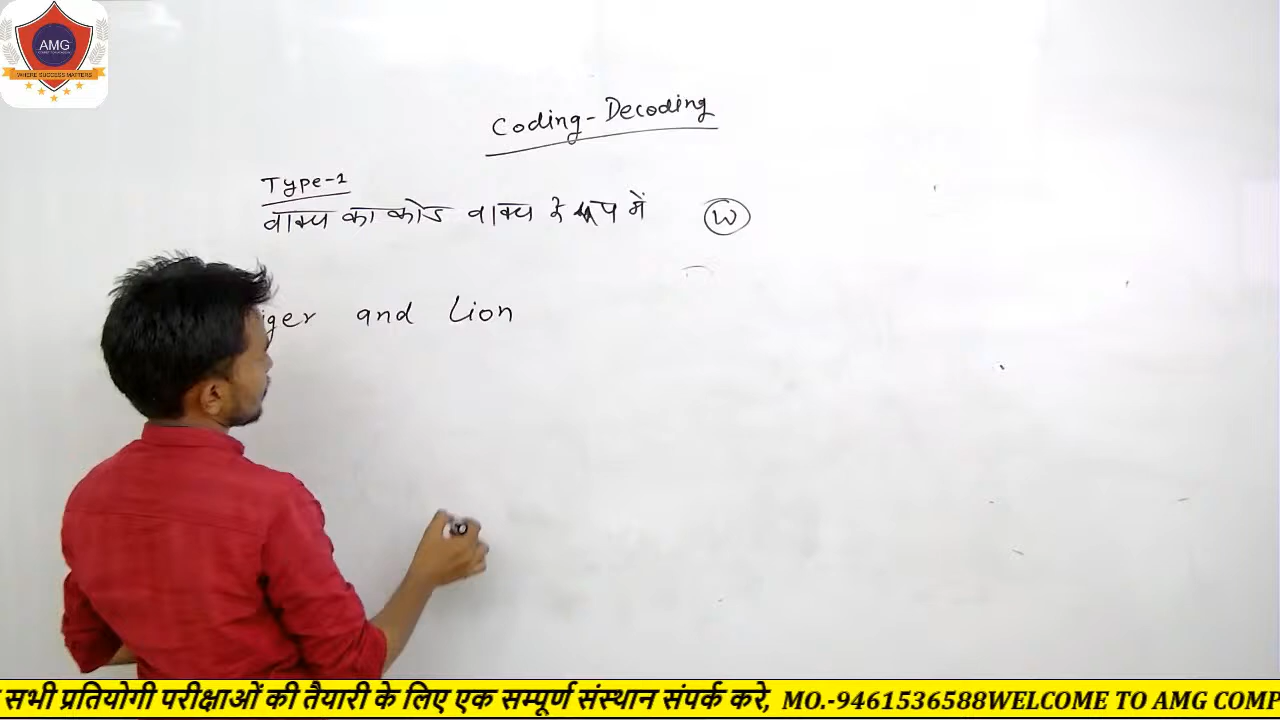 AMG
WHERE SUCCESS MATTERS
Coding-Decoding
Type-1
वाक्य का कोड वाक्य के रूप में W
iger and Lion
सभी प्रतियोगी परीक्षाओं की तैयारी के लिए एक सम्पूर्ण संस्थान संपर्क करे, MO.-9461536588WELCOME TO AMG COMP